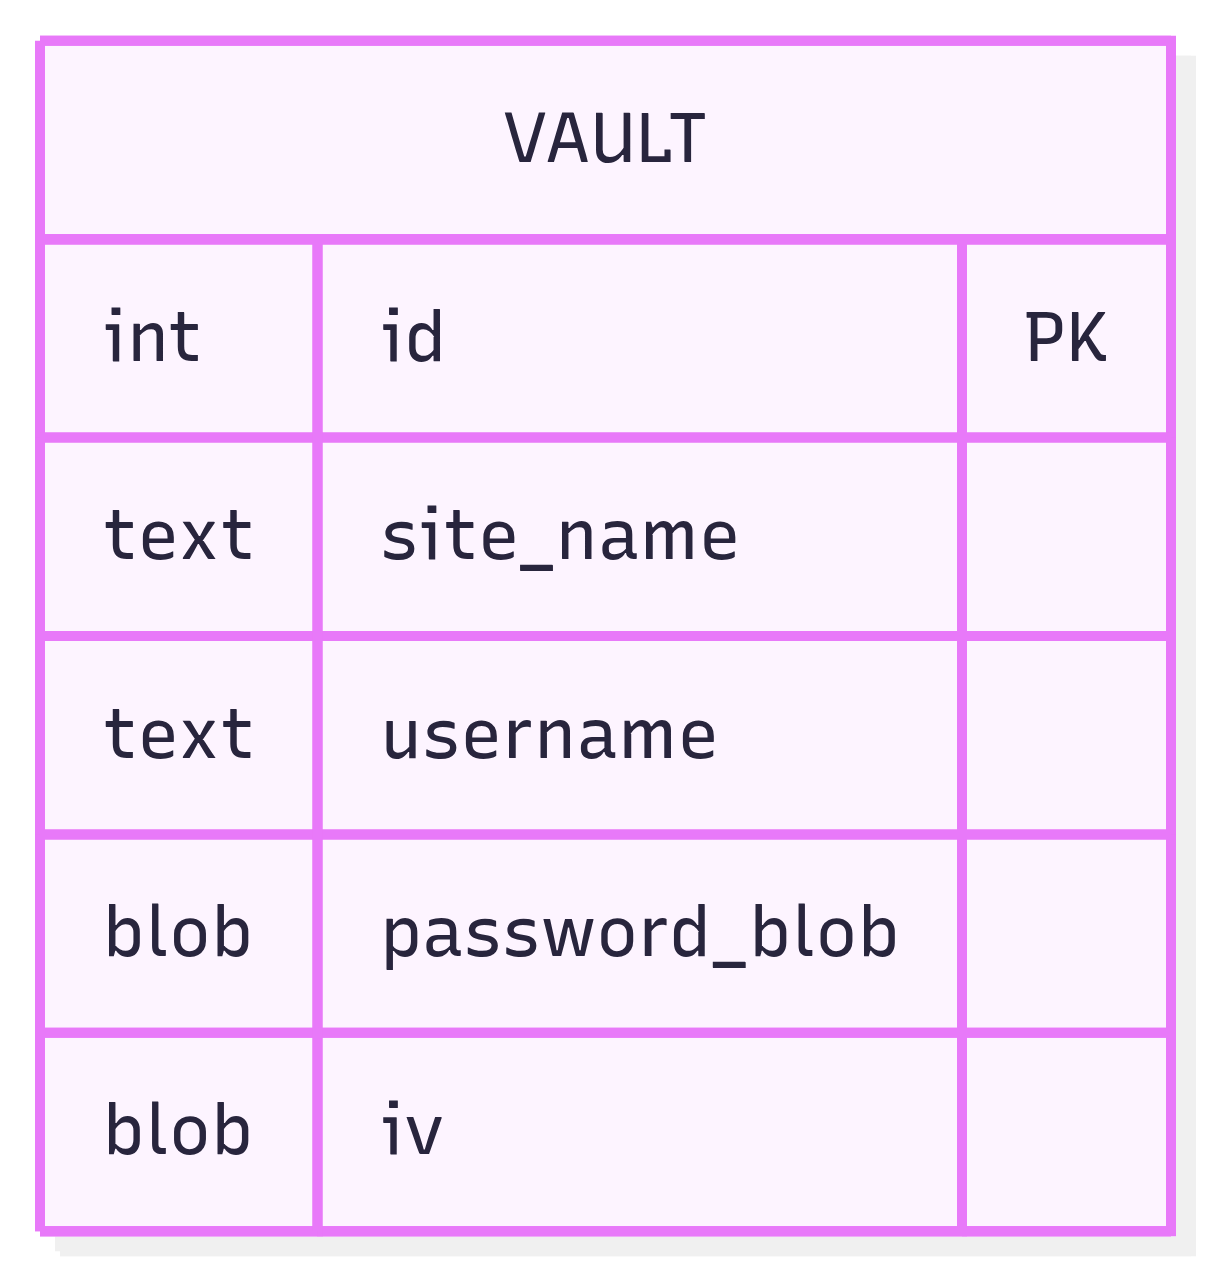 VAULT
int id PK
text site_name
text username
blob password_blob
blob iv